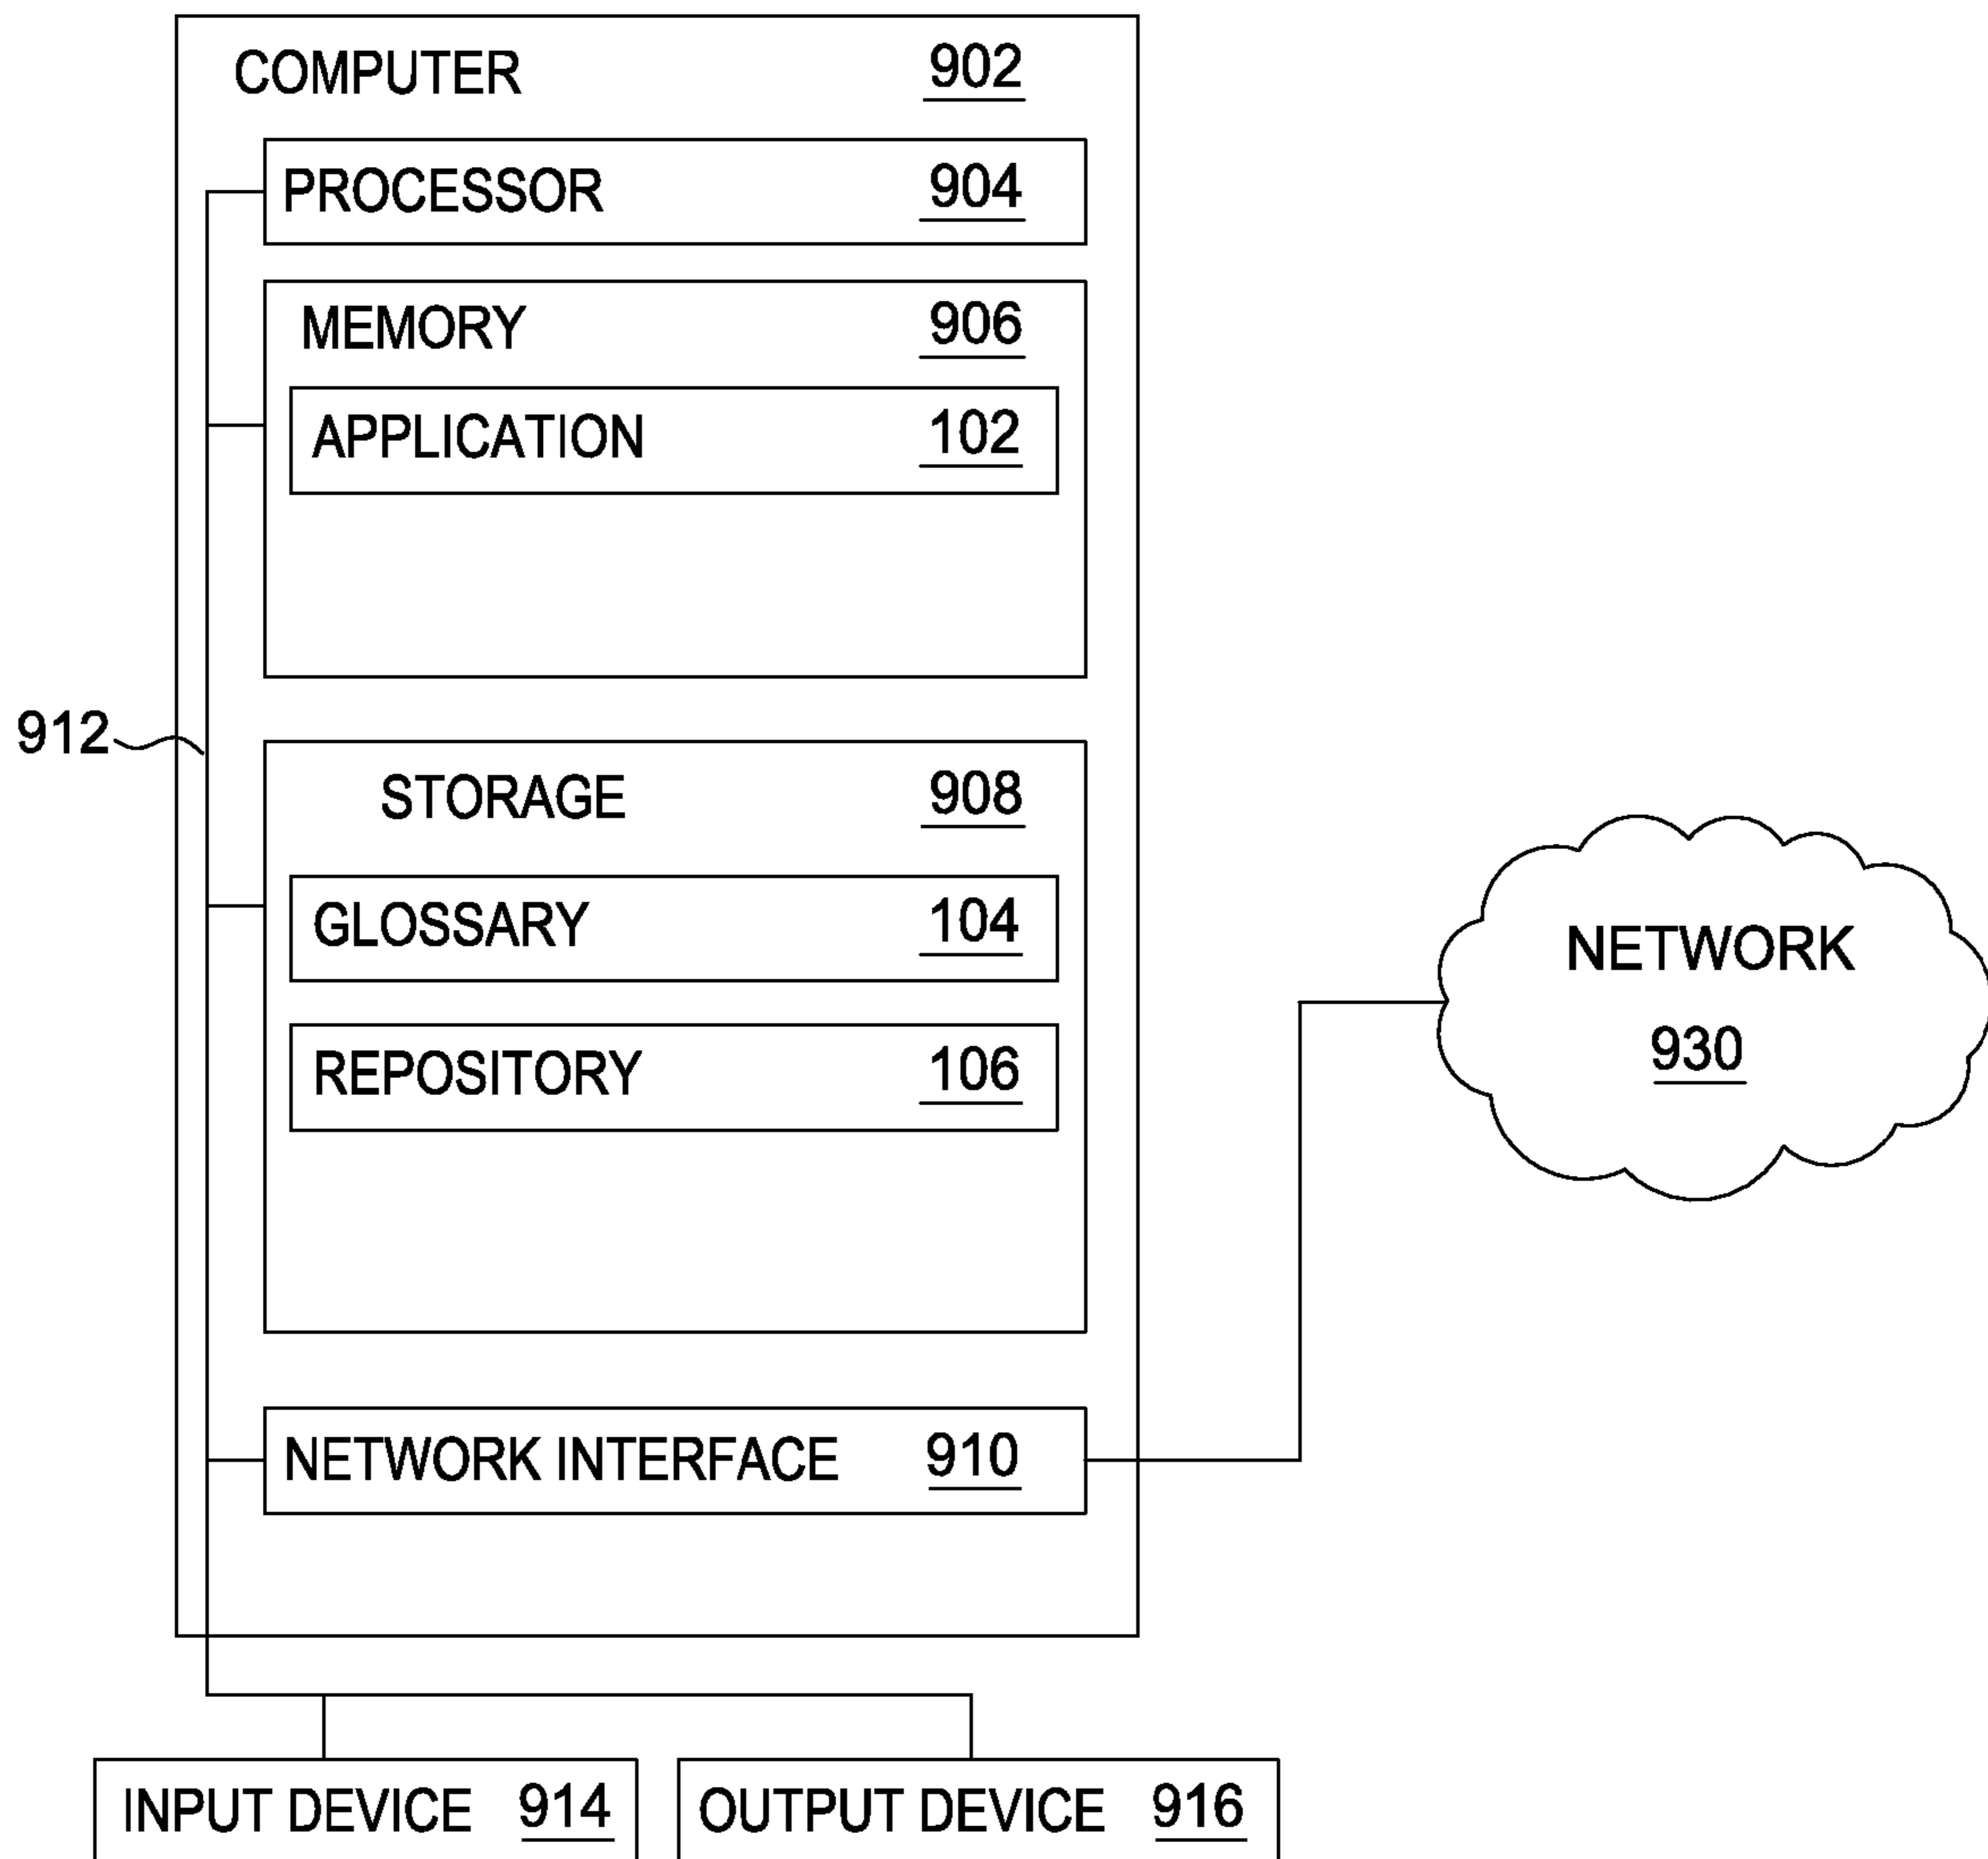 COMPUTER 902
PROCESSOR 904
MEMORY 906
APPLICATION 102
912
STORAGE 908
GLOSSARY 104
REPOSITORY 106
NETWORK
930
NETWORK INTERFACE 910
INPUT DEVICE 914
OUTPUT DEVICE 916